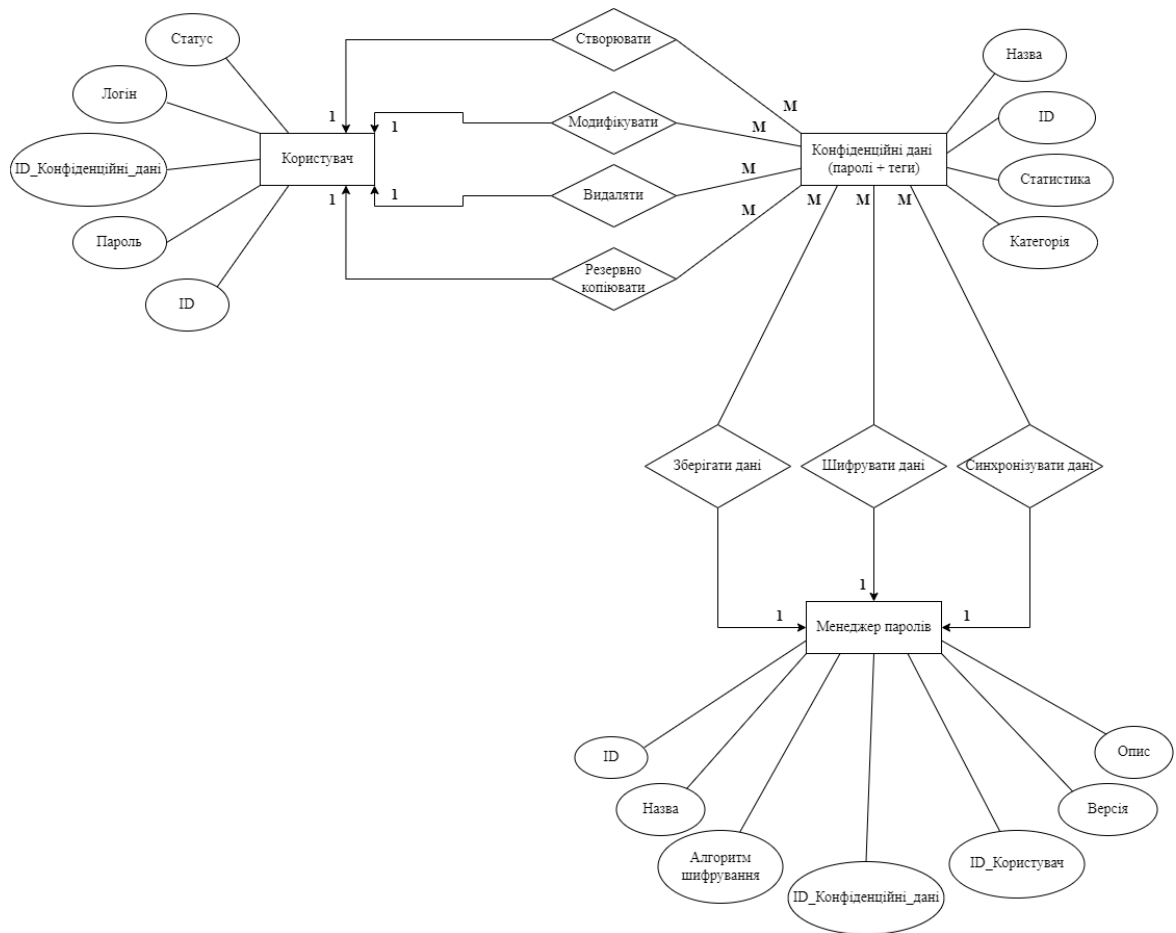 Статус
Створювати
Назва
Логін
1
М
ID
1
Модифікувати
М
Користувач
Конфіденційні дані
(паролі + теги)
ID_Конфіденційні_дані
М
Статистика
1
1
Видаляти
М
М
М
М
Пароль
Категорія
Резервно
копіювати
ID
Зберігати дані
Шифрувати дані
Синхронізувати дані
1
1
1
Менеджер паролів
ID
Опис
Назва
Версія
Алгоритм
шифрування
ID_Користувач
ID_Конфіденційні_дані